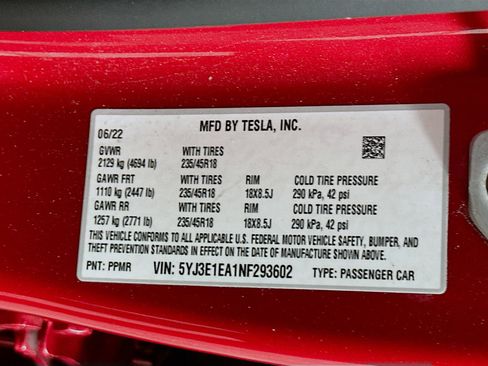 MFD BY TESLA, INC.
06/22
GVWR WITH TIRES
2129 kg (4694 lb) 235/45R18
GAWR FRT WITH TIRES RIM COLD TIRE PRESSURE
1110 kg (2447 lb) 235/45R18 18X8.5J 290 kPa, 42 psi
GAWR RR WITH TIRES RIM COLD TIRE PRESSURE
1257 kg (2771 lb) 235/45R18 18X8.5J 290 kPa, 42 psi
THIS VEHICLE CONFORMS TO ALL APPLICABLE U.S. FEDERAL MOTOR VEHICLE SAFETY, BUMPER, AND
THEFT PREVENTION STANDARDS IN EFFECT ON THE DATE OF MANUFACTURE SHOWN ABOVE.
PNT: PPMR VIN: 5YJ3E1EA1NF293602 TYPE: PASSENGER CAR